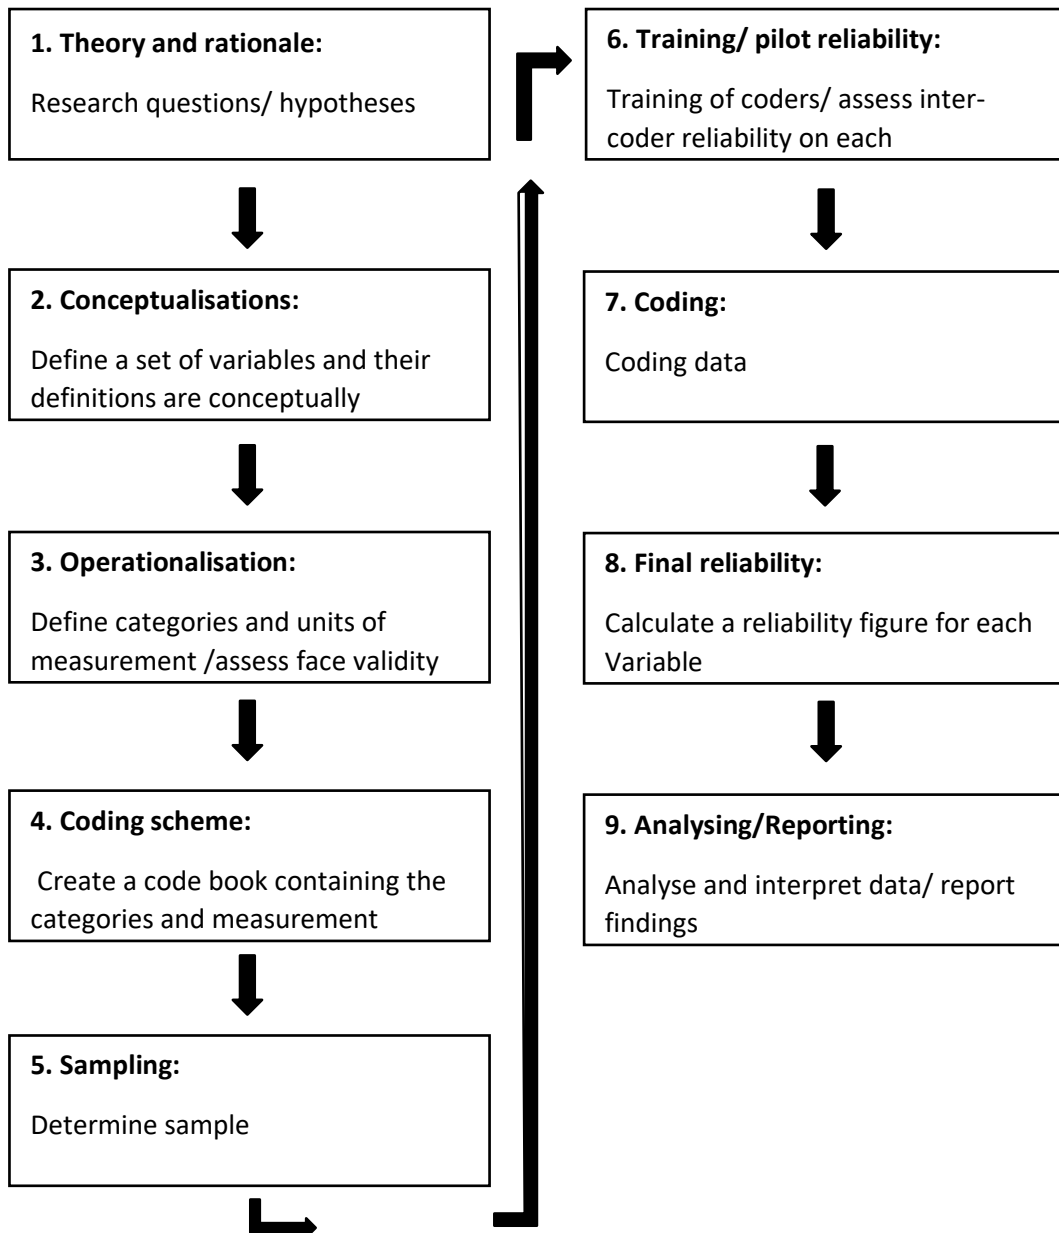 1. Theory and rationale:
Research questions/ hypotheses
2. Conceptualisations:
Define a set of variables and their
definitions are conceptually
3. Operationalisation:
Define categories and units of
measurement /assess face validity
4. Coding scheme:
Create a code book containing the
categories and measurement
5. Sampling:
Determine sample
6. Training/ pilot reliability:
Training of coders/ assess inter-
coder reliability on each
7. Coding:
Coding data
8. Final reliability:
Calculate a reliability figure for each
Variable
9. Analysing/Reporting:
Analyse and interpret data/ report
findings